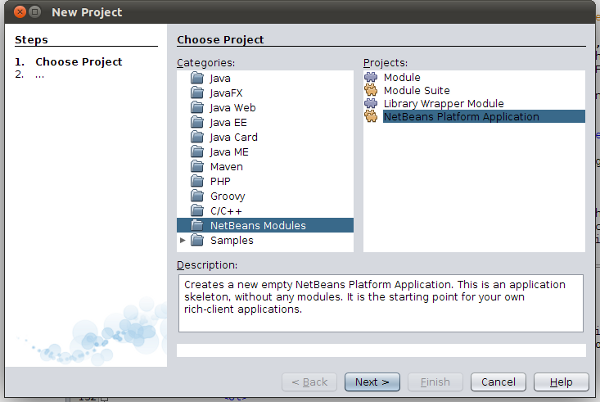 New Project
Steps
1. Choose Project
2. ...
Choose Project
Categories:
Java
JavaFX
Java Web
Java EE
Java Card
Java ME
Maven
PHP
Groovy
C/C++
NetBeans Modules
Samples
Projects:
Module
Module Suite
Library Wrapper Module
NetBeans Platform Application
Description:
Creates a new empty NetBeans Platform Application. This is an application
skeleton, without any modules. It is the starting point for your own
rich-client applications.
< Back
Next >
Finish
Cancel
Help